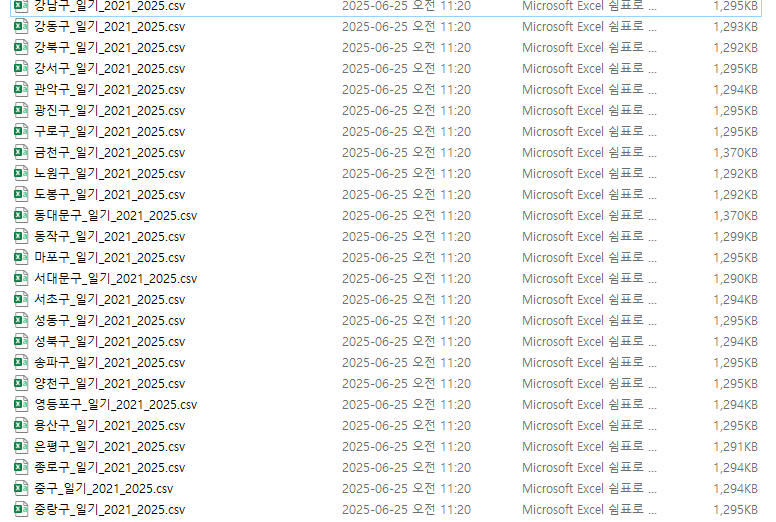 강남구_일기_2021_2025.csv 2025-06-25 오전 11:20 Microsoft Excel 쉼표로 ... 1,295KB
강동구_일기_2021_2025.csv 2025-06-25 오전 11:20 Microsoft Excel 쉼표로 ... 1,293KB
강북구_일기_2021_2025.csv 2025-06-25 오전 11:20 Microsoft Excel 쉼표로 ... 1,292KB
강서구_일기_2021_2025.csv 2025-06-25 오전 11:20 Microsoft Excel 쉼표로 ... 1,295KB
관악구_일기_2021_2025.csv 2025-06-25 오전 11:20 Microsoft Excel 쉼표로 ... 1,294KB
광진구_일기_2021_2025.csv 2025-06-25 오전 11:20 Microsoft Excel 쉼표로 ... 1,295KB
구로구_일기_2021_2025.csv 2025-06-25 오전 11:20 Microsoft Excel 쉼표로 ... 1,295KB
금천구_일기_2021_2025.csv 2025-06-25 오전 11:20 Microsoft Excel 쉼표로 ... 1,370KB
노원구_일기_2021_2025.csv 2025-06-25 오전 11:20 Microsoft Excel 쉼표로 ... 1,292KB
도봉구_일기_2021_2025.csv 2025-06-25 오전 11:20 Microsoft Excel 쉼표로 ... 1,292KB
동대문구_일기_2021_2025.csv 2025-06-25 오전 11:20 Microsoft Excel 쉼표로 ... 1,370KB
동작구_일기_2021_2025.csv 2025-06-25 오전 11:20 Microsoft Excel 쉼표로 ... 1,299KB
마포구_일기_2021_2025.csv 2025-06-25 오전 11:20 Microsoft Excel 쉼표로 ... 1,295KB
서대문구_일기_2021_2025.csv 2025-06-25 오전 11:20 Microsoft Excel 쉼표로 ... 1,290KB
서초구_일기_2021_2025.csv 2025-06-25 오전 11:20 Microsoft Excel 쉼표로 ... 1,294KB
성동구_일기_2021_2025.csv 2025-06-25 오전 11:20 Microsoft Excel 쉼표로 ... 1,295KB
성북구_일기_2021_2025.csv 2025-06-25 오전 11:20 Microsoft Excel 쉼표로 ... 1,294KB
송파구_일기_2021_2025.csv 2025-06-25 오전 11:20 Microsoft Excel 쉼표로 ... 1,295KB
양천구_일기_2021_2025.csv 2025-06-25 오전 11:20 Microsoft Excel 쉼표로 ... 1,295KB
영등포구_일기_2021_2025.csv 2025-06-25 오전 11:20 Microsoft Excel 쉼표로 ... 1,294KB
용산구_일기_2021_2025.csv 2025-06-25 오전 11:20 Microsoft Excel 쉼표로 ... 1,295KB
은평구_일기_2021_2025.csv 2025-06-25 오전 11:20 Microsoft Excel 쉼표로 ... 1,291KB
종로구_일기_2021_2025.csv 2025-06-25 오전 11:20 Microsoft Excel 쉼표로 ... 1,294KB
중구_일기_2021_2025.csv 2025-06-25 오전 11:20 Microsoft Excel 쉼표로 ... 1,294KB
중랑구_일기_2021_2025.csv 2025-06-25 오전 11:20 Microsoft Excel 쉼표로 ... 1,295KB